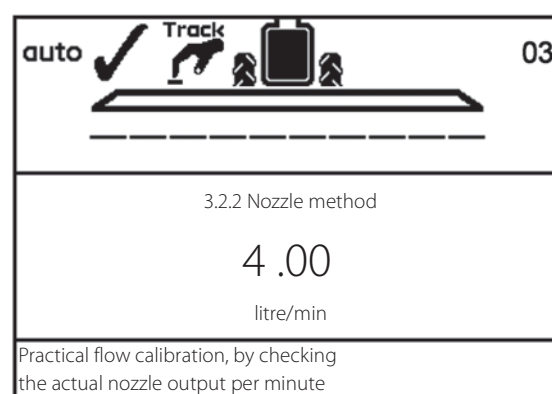 auto Track 03
3.2.2 Nozzle method
4 .00
litre/min
Practical flow calibration, by checking
the actual nozzle output per minute